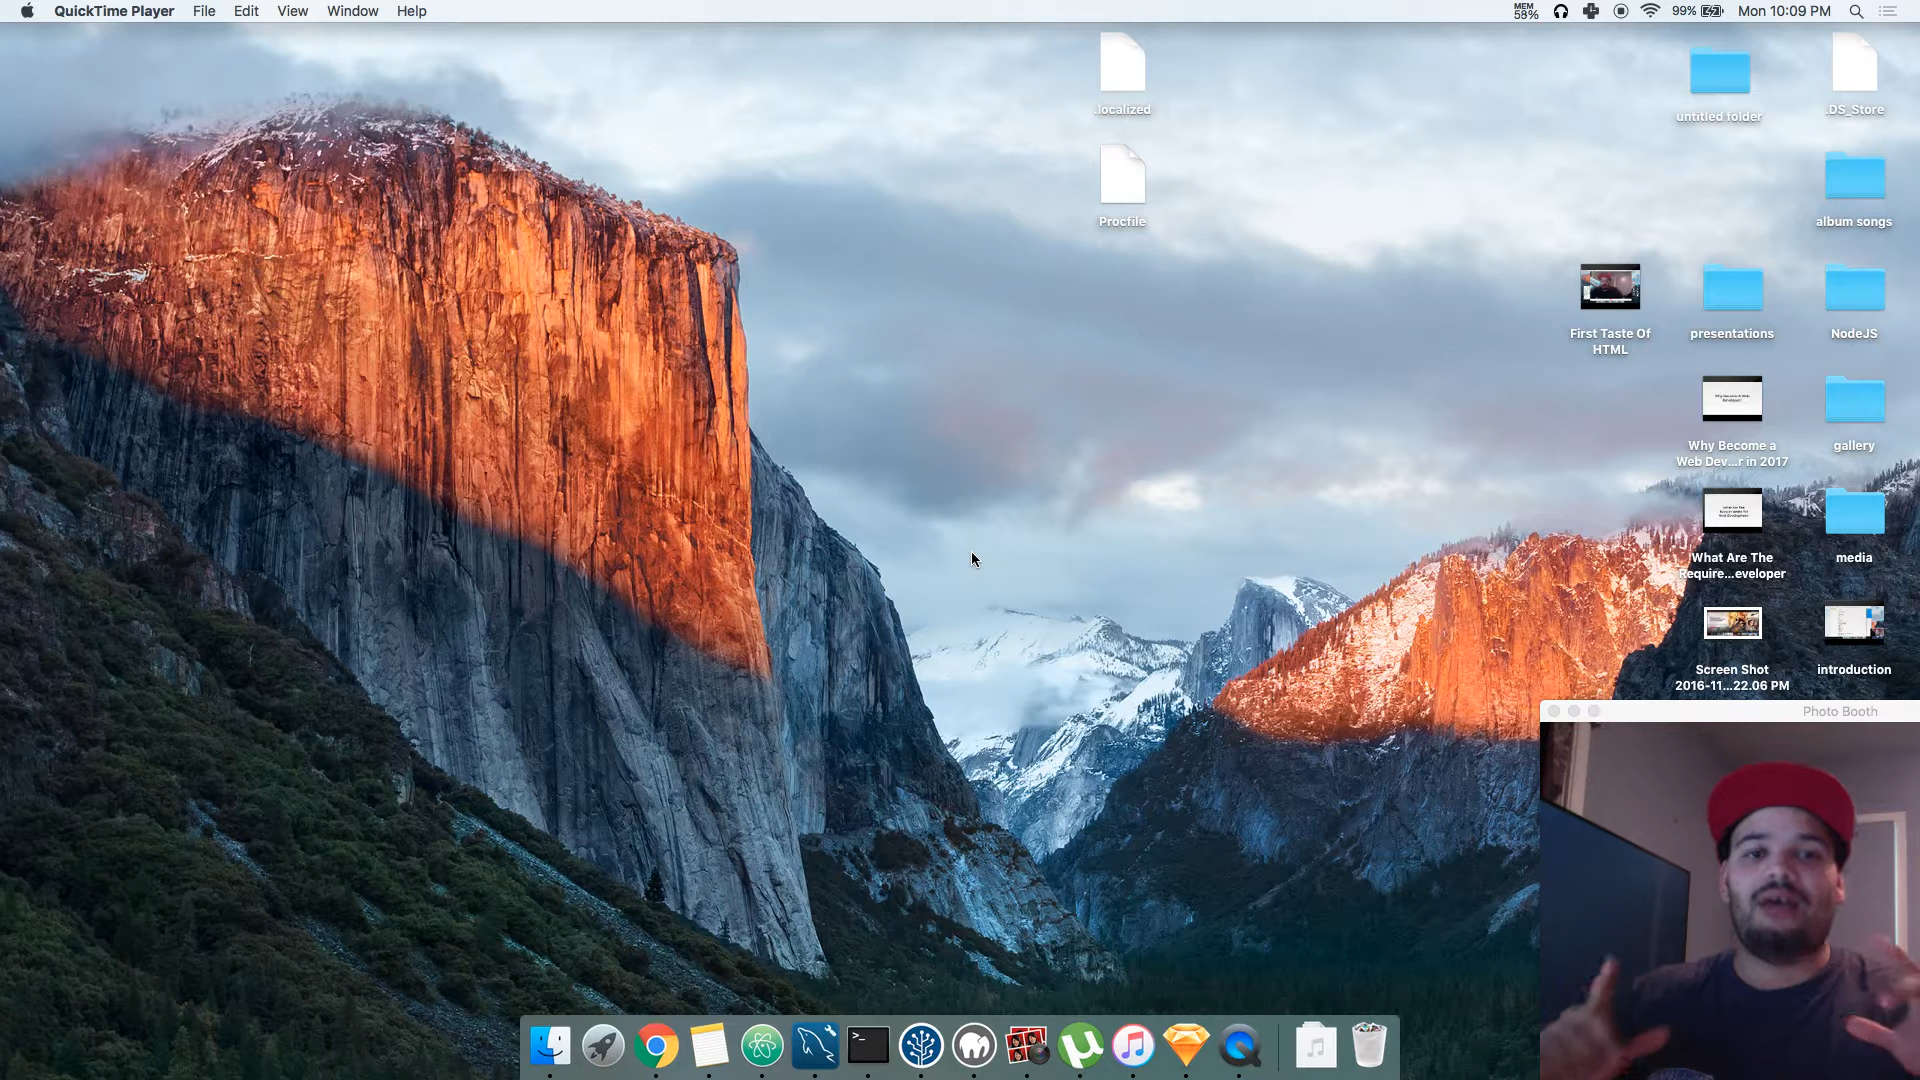 QuickTime Player File Edit View Window Help
MEM
58%
99%
Mon 10:09 PM
.localized
untitled folder
.DS_Store
Procfile
album songs
First Taste Of
HTML
presentations
NodeJS
Why Become a
Web Dev...r in 2017
gallery
What Are The
Require...eveloper
media
Screen Shot
2016-11...22.06 PM
introduction
Photo Booth